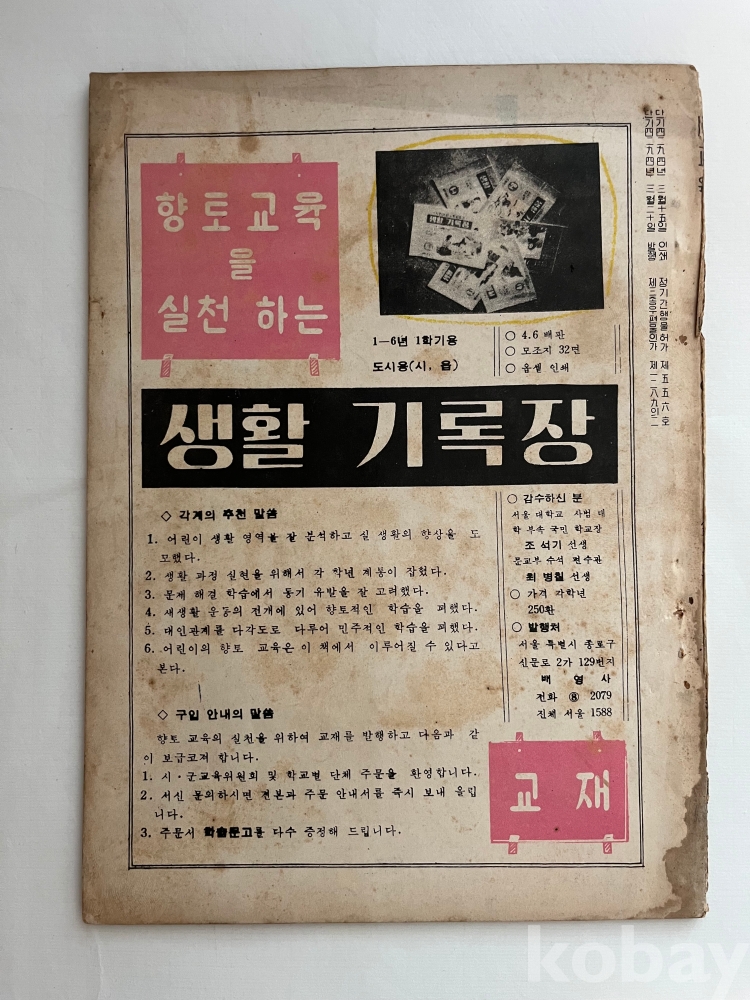 향토교육
을
실천 하는
생활 기록장
1—6년 1학기용
도시용(시, 읍)
○ 4.6 배판
○ 모조지 32면
○ 옵셀 인쇄
생활 기록장
◇ 각계의 추천 말씀
1. 어린이 생활 영역을 잘 분석하고 실 생활의 향상을 도
모했다.
2. 생활 과정 실현을 위해서 각 학년 계통이 잡혔다.
3. 문제 해결 학습에서 동기 유발을 잘 고려했다.
4. 새생활 운동의 전개에 있어 향토적인 학습을 펴했다.
5. 대인관계를 다각도로 다루어 민주적인 학습을 펴했다.
6. 어린이의 향토 교육은 이 책에서 이루어질 수 있다고
본다.
◇ 구입 안내의 말씀
향토 교육의 실천을 위하여 교재를 발행하고 다음과 같
이 보급코저 합니다.
1. 시·군교육위원회 및 학교별 단체 주문을 환영합니다.
2. 서신 문의하시면 견본과 주문 안내서를 즉시 보내 올립
니다.
3. 주문서 학습문고를 다수 증정해 드립니다.
○ 감수하신 분
서울 대학교 사범 대
학 부속 국민 학교장
조 석기 선생
문교부 수석 편수관
최 병칠 선생
○ 가격 각학년
250환
○ 발행처
서울 특별시 종로구
신문로 2가 129번지
배 영 사
전화 ⑧ 2079
진체 서울 1588
교 재
단기四二九四년 三월十五일 인쇄
단기四二九四년 三월二十일 발행
정기간행물허가 제五五六호
제三종우편물인가 제一二八九인
kobay